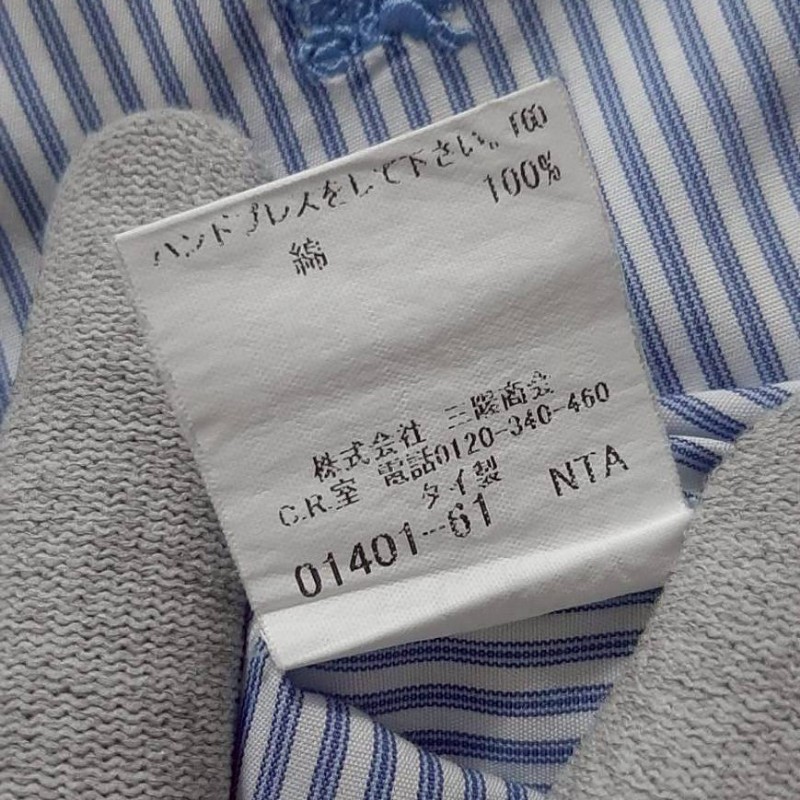 ハンドプレスをして下さい。160
綿 100%
株式会社 三陽商会
C.R.室 電話0120-340-460
タイ製
01401-61 NTA